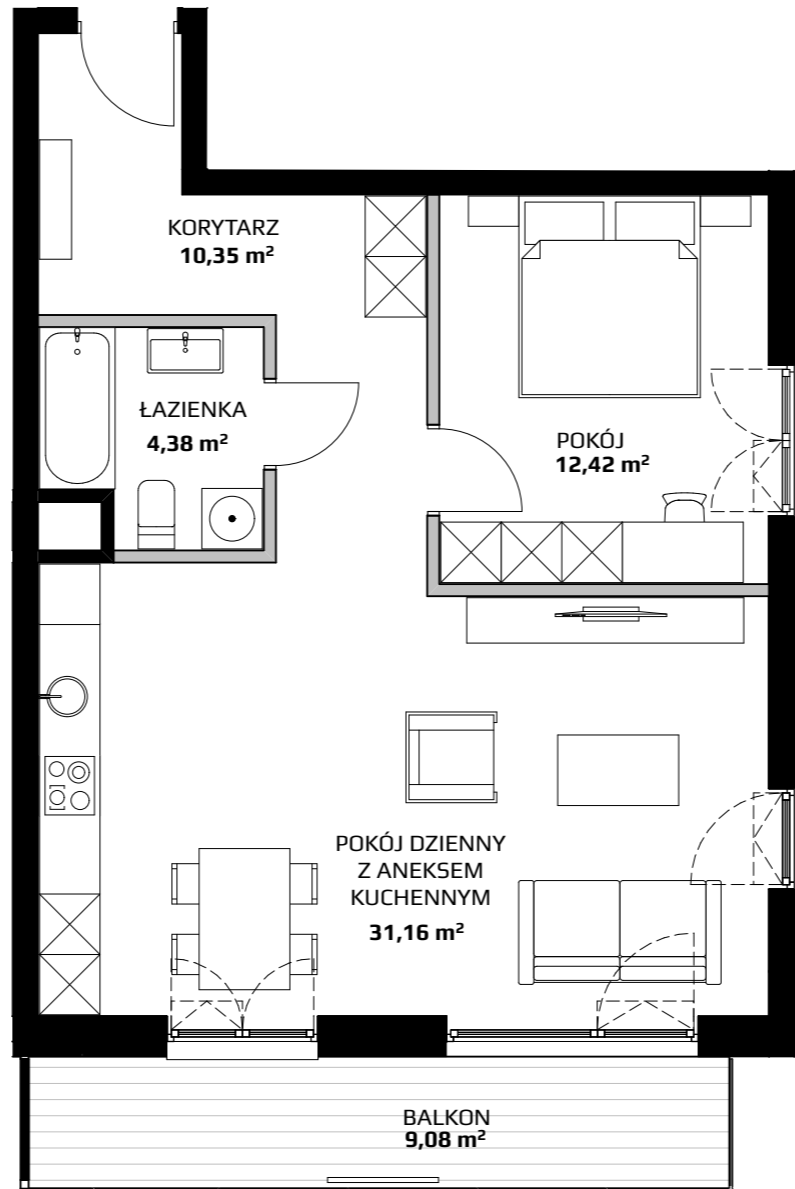 KORYTARZ
10,35 m²
ŁAZIENKA
4,38 m²
POKÓJ
12,42 m²
POKÓJ DZIENNY
Z ANEKSEM
KUCHENNYM
31,16 m²
BALKON
9,08 m²